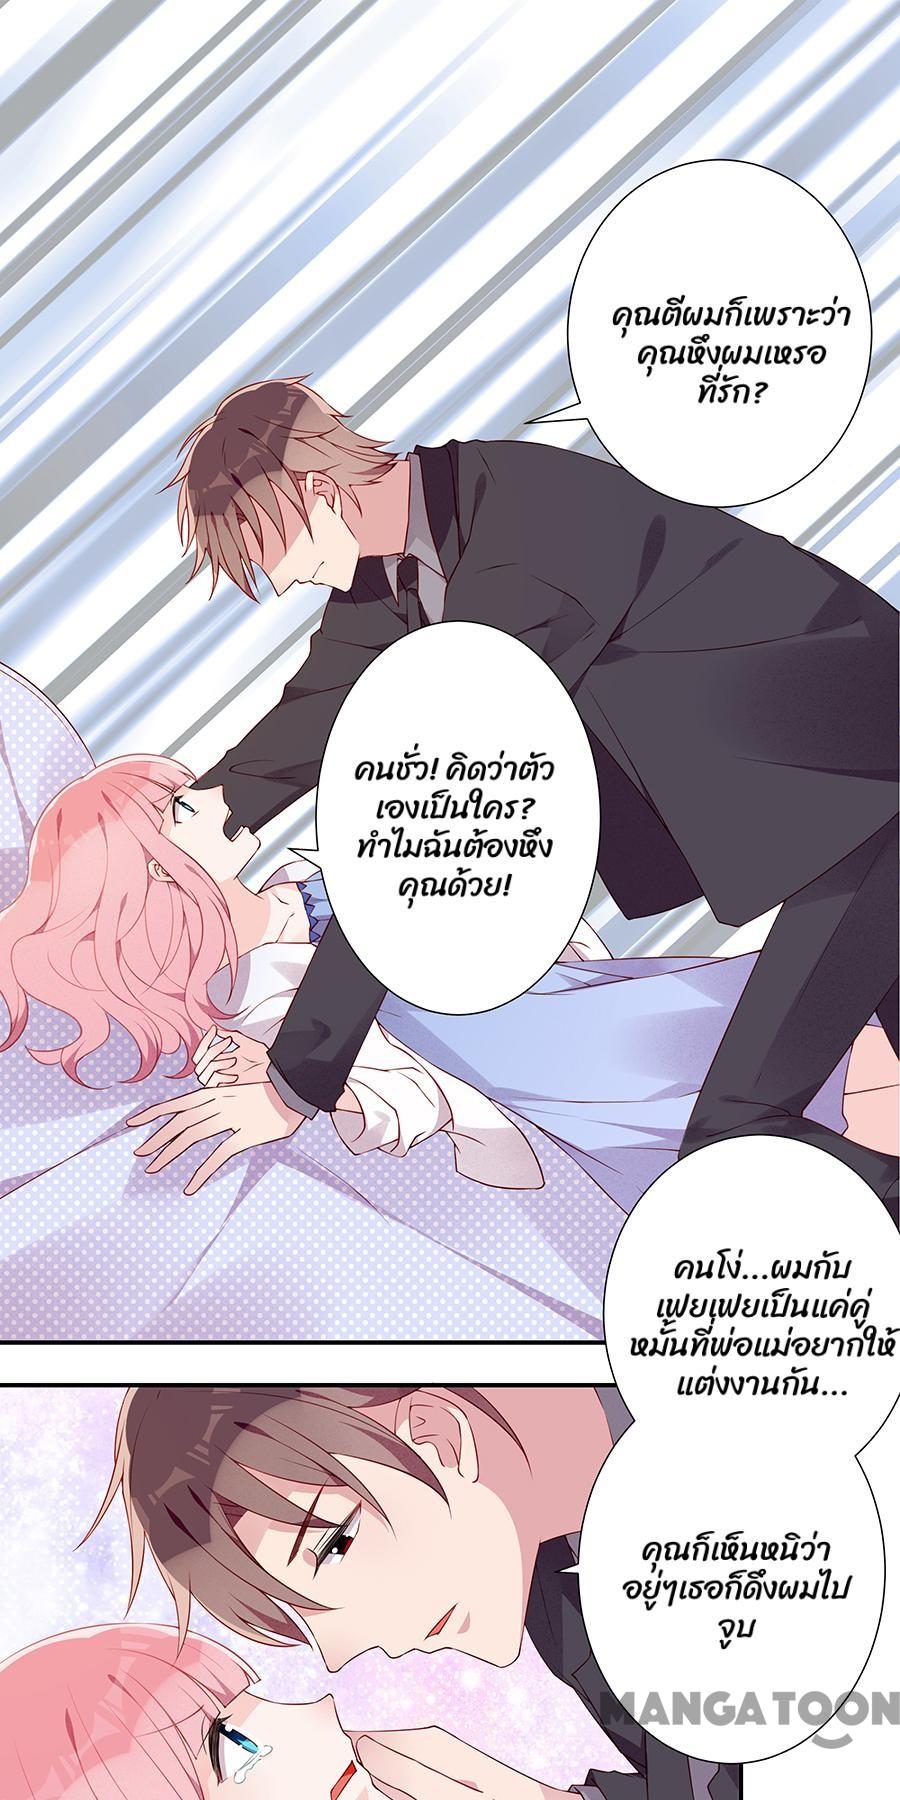 คุณตีผมก็เพราะว่า
คุณหึงผมเหรอ
ที่รัก?
คนชั่ว! คิดว่าตัว
เองเป็นใคร?
ทำไมฉันต้องหึง
คุณด้วย!
คนโง่...ผมกับ
เฟยเฟยเป็นแค่คู่
หมั้นที่พ่อแม่อยากให้
แต่งงานกัน...
คุณก็เห็นหนิว่า
อยู่ๆเธอก็ดึงผมไป
จูบ
MANGATOON